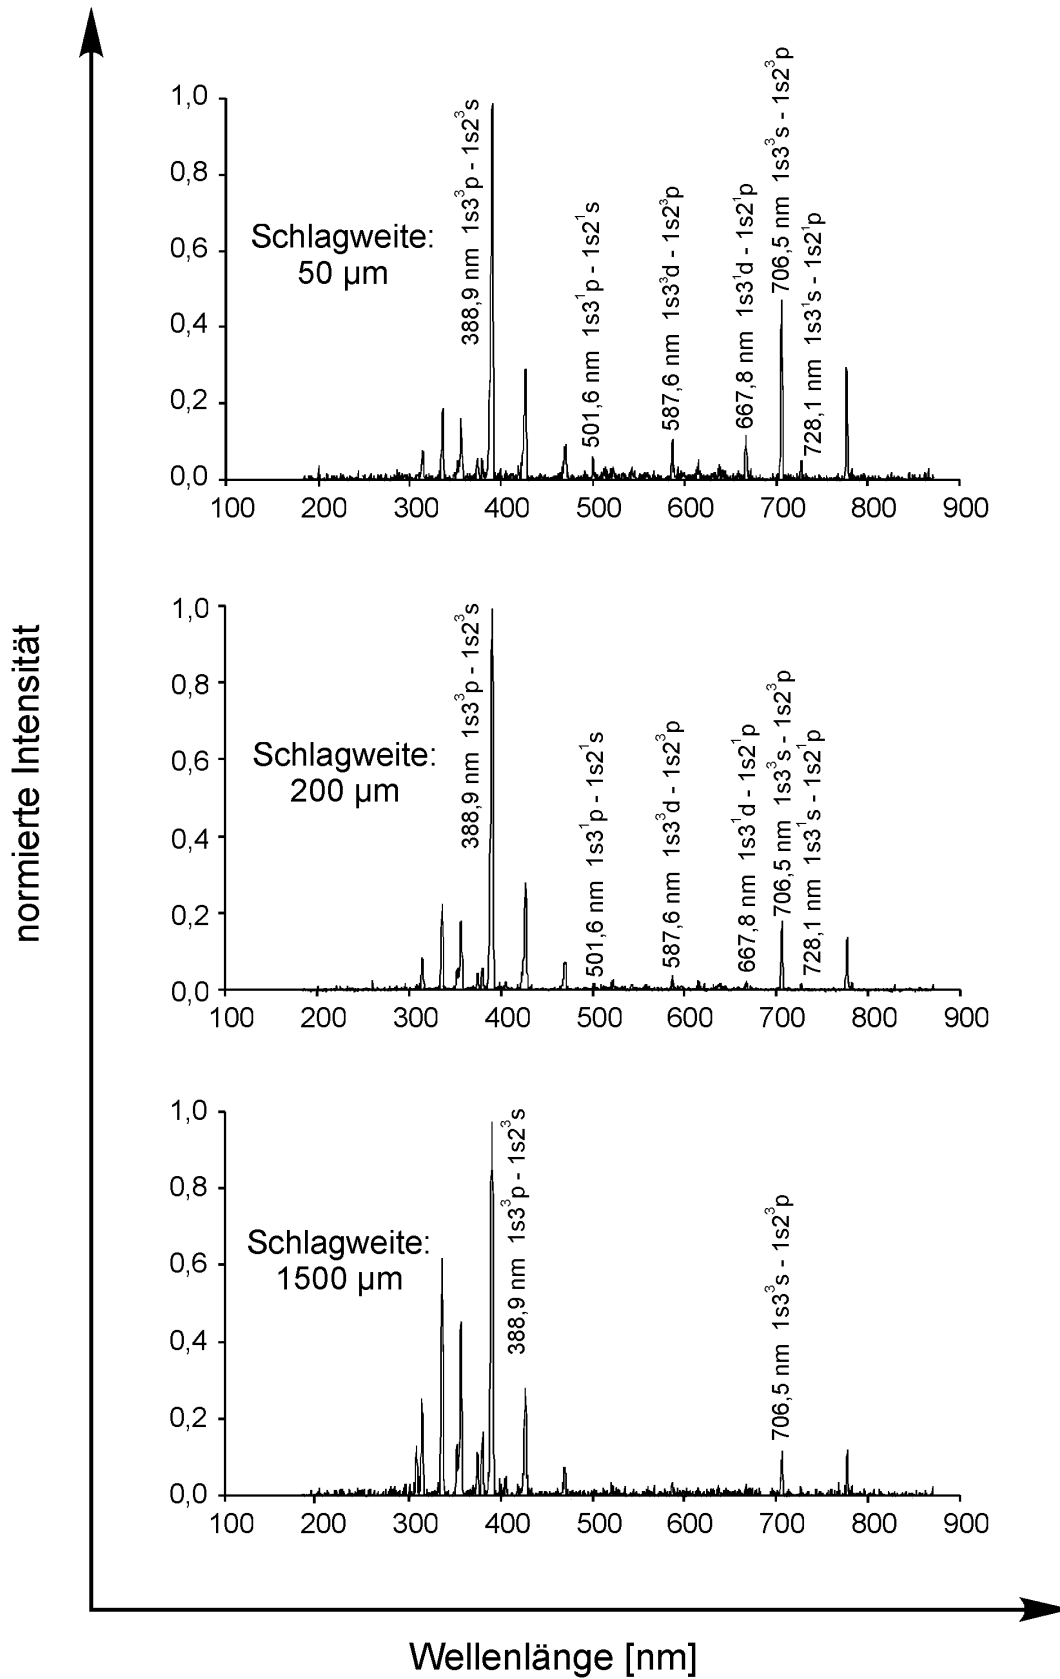 normierte Intensität
1,0
0,8
0,6
0,4
0,2
0,0
Schlagweite:
50 µm
388,9 nm 1s3³p - 1s2³s
501,6 nm 1s3¹p - 1s2¹s
587,6 nm 1s3³d - 1s2³p
667,8 nm 1s3¹d - 1s2¹p
706,5 nm 1s3³s - 1s2³p
728,1 nm 1s3¹s - 1s2¹p
100 200 300 400 500 600 700 800 900
1,0
0,8
0,6
0,4
0,2
0,0
Schlagweite:
200 µm
388,9 nm 1s3³p - 1s2³s
501,6 nm 1s3¹p - 1s2¹s
587,6 nm 1s3³d - 1s2³p
667,8 nm 1s3¹d - 1s2¹p
706,5 nm 1s3³s - 1s2³p
728,1 nm 1s3¹s - 1s2¹p
100 200 300 400 500 600 700 800 900
1,0
0,8
0,6
0,4
0,2
0,0
Schlagweite:
1500 µm
388,9 nm 1s3³p - 1s2³s
706,5 nm 1s3³s - 1s2³p
100 200 300 400 500 600 700 800 900
Wellenlänge [nm]